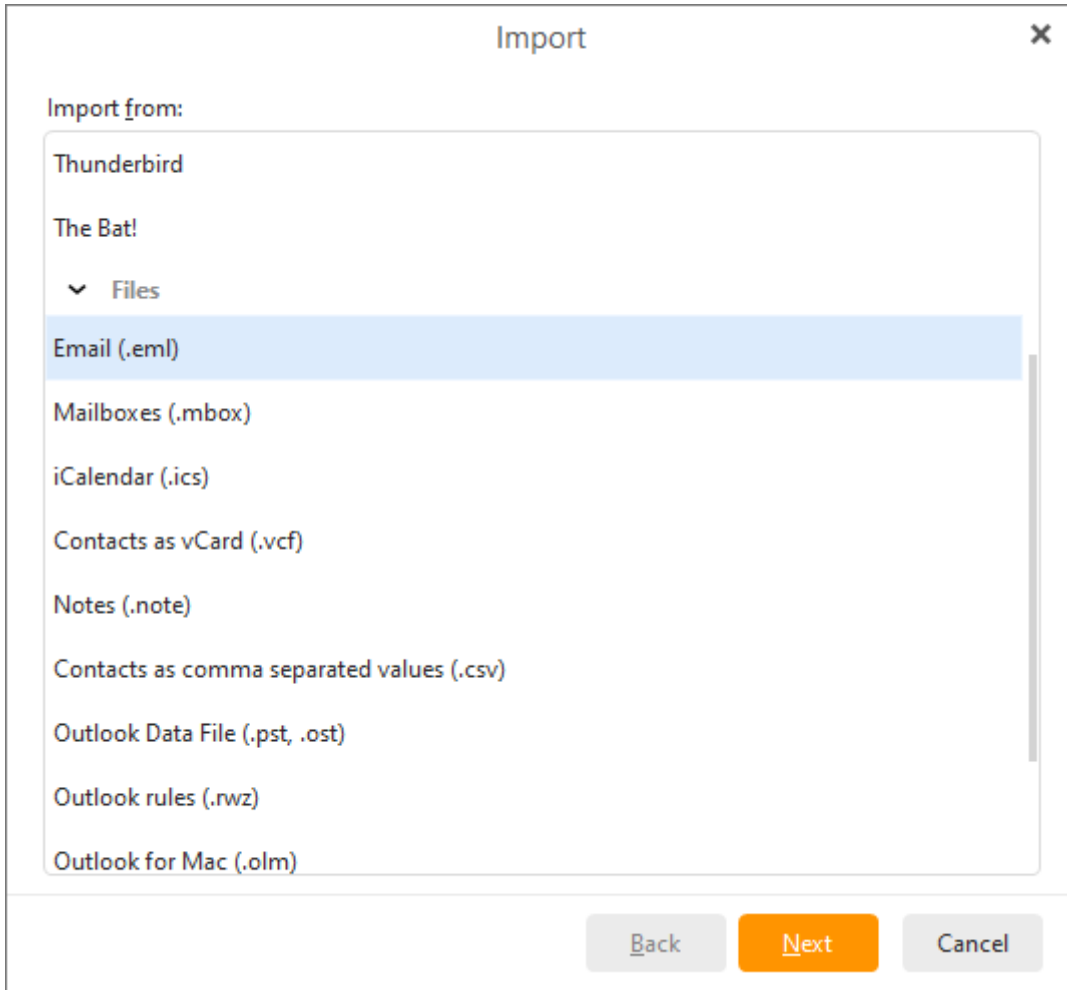 Import
Import from:
Thunderbird
The Bat!
Files
Email (.eml)
Mailboxes (.mbox)
iCalendar (.ics)
Contacts as vCard (.vcf)
Notes (.note)
Contacts as comma separated values (.csv)
Outlook Data File (.pst, .ost)
Outlook rules (.rwz)
Outlook for Mac (.olm)
Back Next Cancel